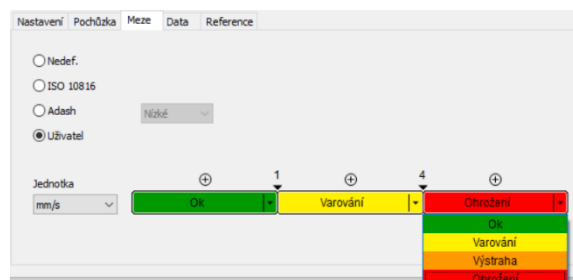 Nastavení Pochůzka Meze Data Reference
Nedef.
ISO 10816
Adash Nízké
Uživatel
Jednotka 1 4
mm/s Ok Varování Ohrožení
Ok
Varování
Výstraha
Ohrožení